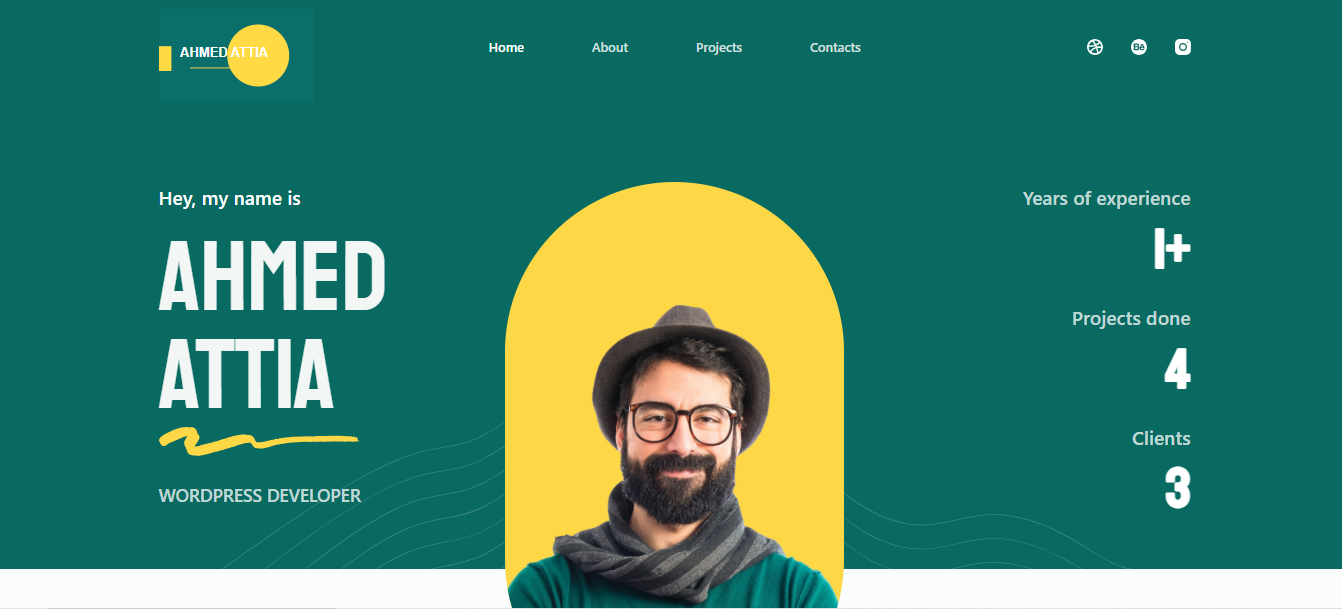 AHMED ATTIA
Home
About
Projects
Contacts
Bē
Hey, my name is
AHMED
ATTIA
WORDPRESS DEVELOPER
Years of experience
1+
Projects done
4
Clients
3